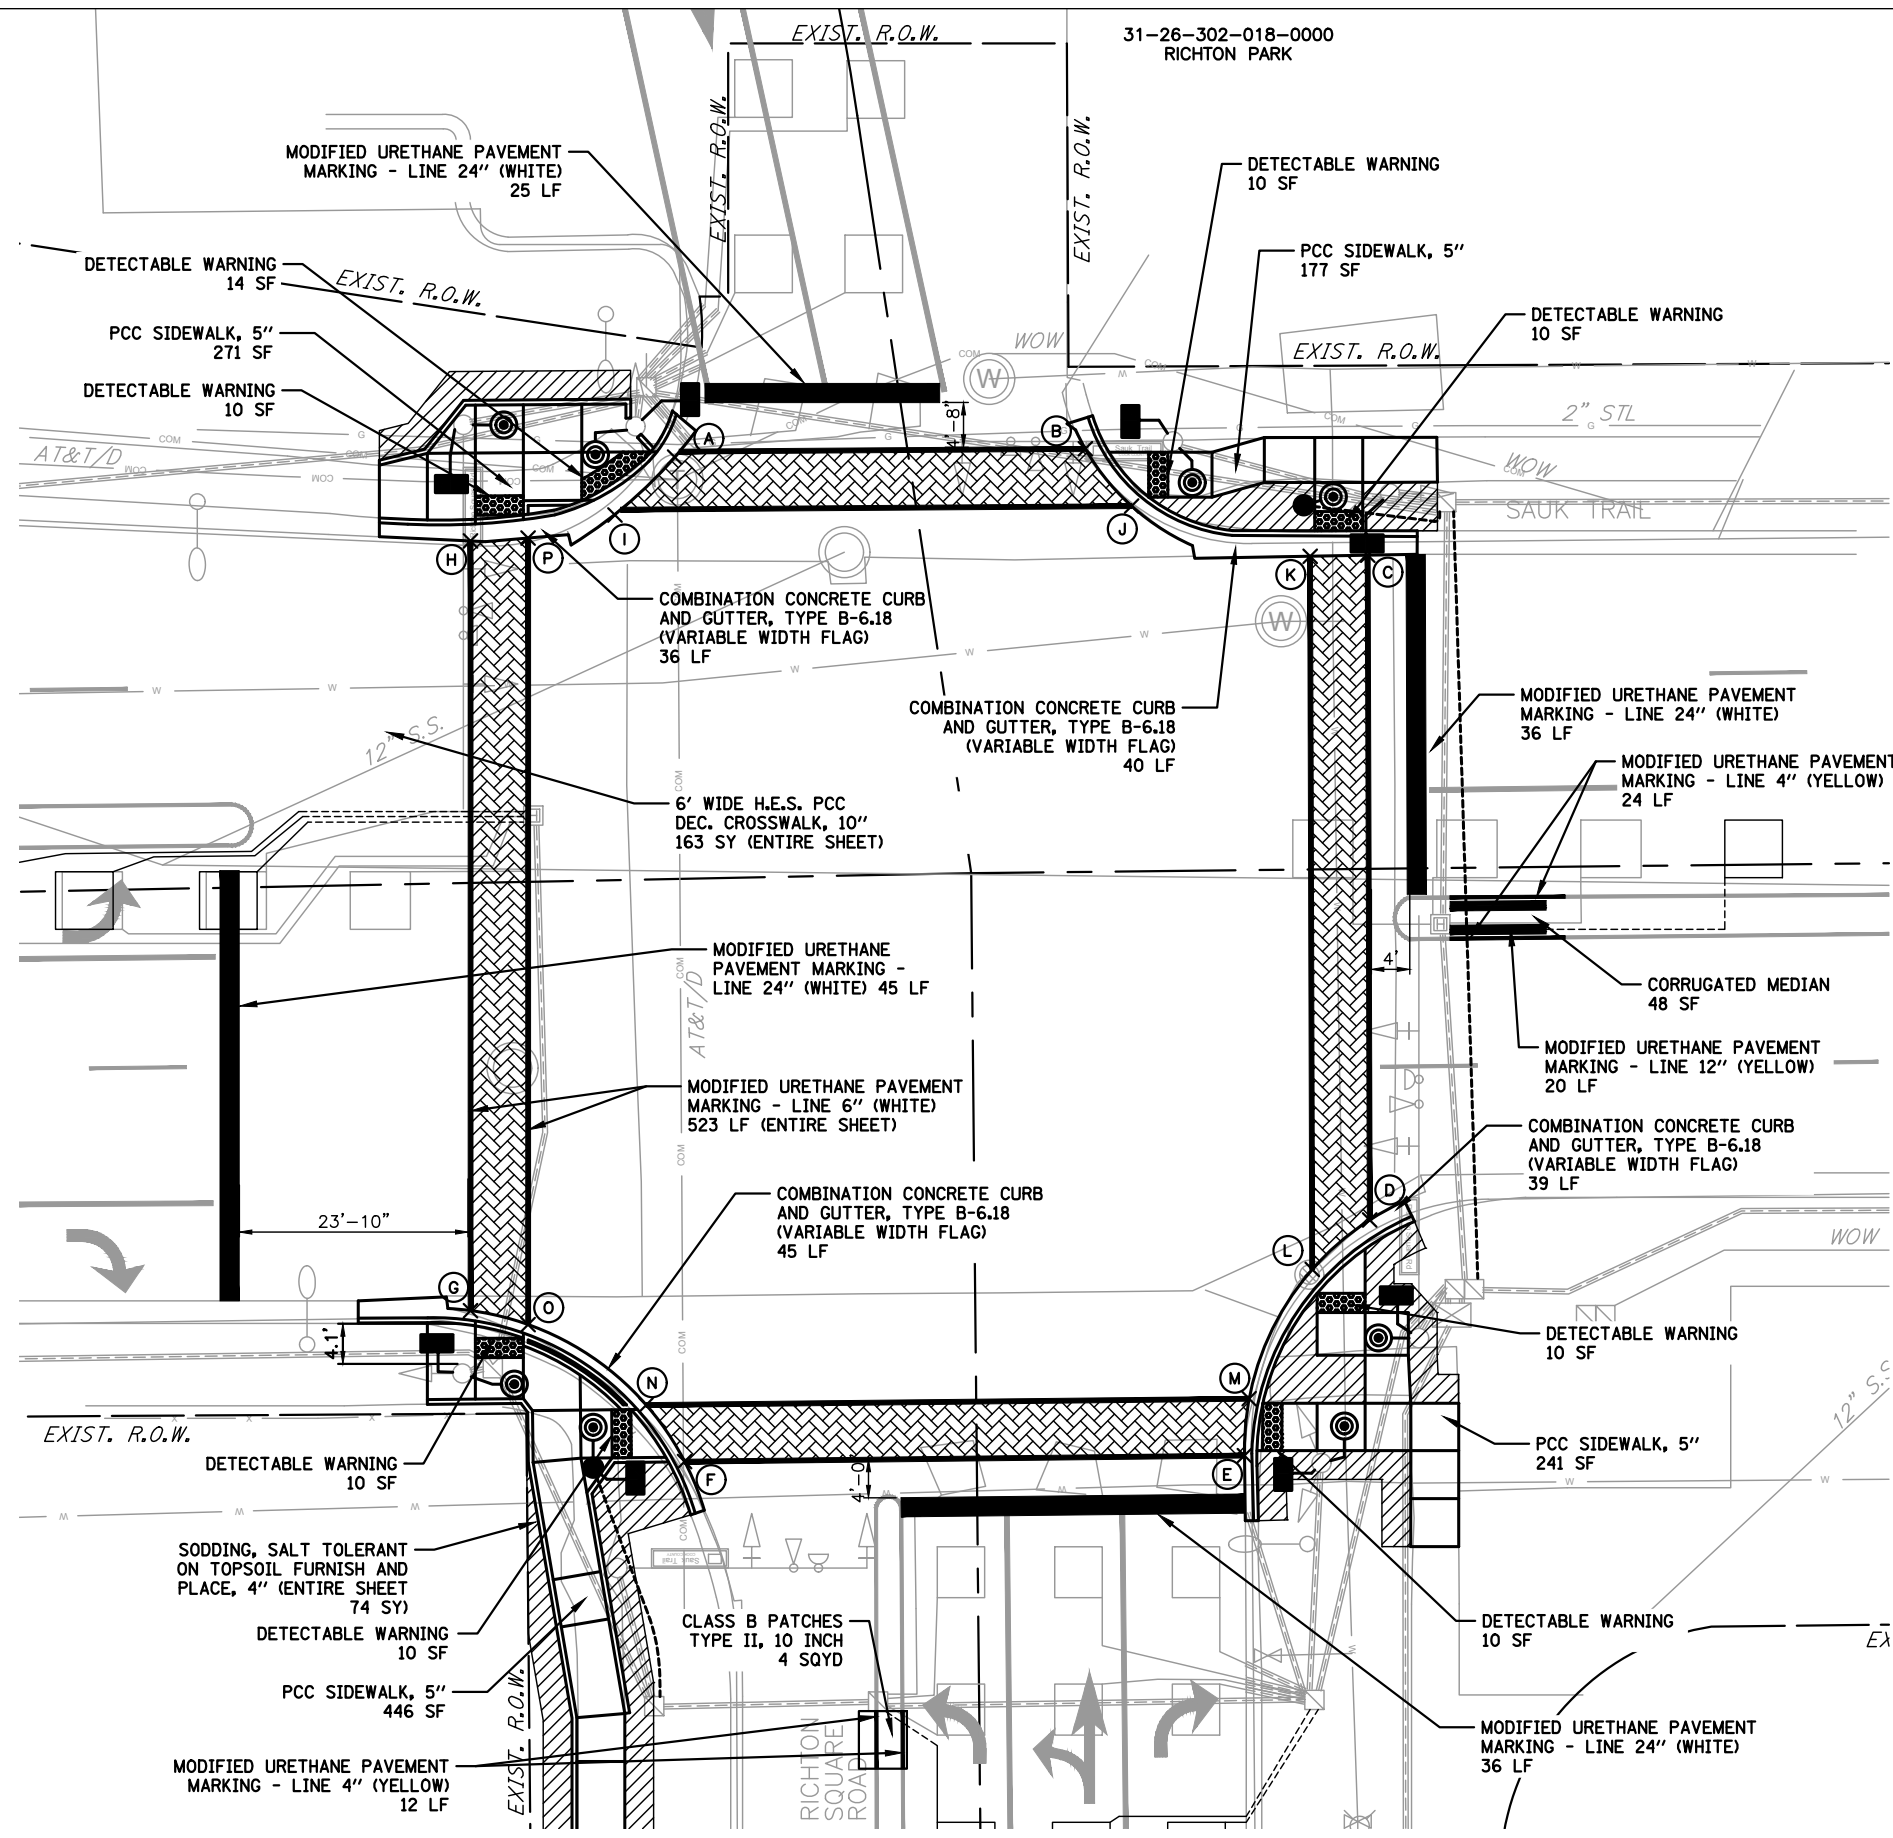 31-26-302-018-0000
RICHTON PARK
EXIST. R.O.W.
EXIST. R.O.W.
EXIST. R.O.W.
MODIFIED URETHANE PAVEMENT
MARKING - LINE 24" (WHITE)
25 LF
DETECTABLE WARNING
10 SF
PCC SIDEWALK, 5"
177 SF
DETECTABLE WARNING
14 SF
EXIST. R.O.W.
DETECTABLE WARNING
10 SF
PCC SIDEWALK, 5"
271 SF
WOW
EXIST. R.O.W.
DETECTABLE WARNING
10 SF
W
4'-8'
2" STL
AT&T/D
A
B
WOW
SAUK TRAIL
H
P
I
J
K
C
COMBINATION CONCRETE CURB
AND GUTTER, TYPE B-6.18
(VARIABLE WIDTH FLAG)
36 LF
W
COMBINATION CONCRETE CURB
AND GUTTER, TYPE B-6.18
(VARIABLE WIDTH FLAG)
40 LF
MODIFIED URETHANE PAVEMENT
MARKING - LINE 24" (WHITE)
36 LF
12" S.S.
MODIFIED URETHANE PAVEMENT
MARKING - LINE 4" (YELLOW)
24 LF
6' WIDE H.E.S. PCC
DEC. CROSSWALK, 10"
163 SY (ENTIRE SHEET)
H
MODIFIED URETHANE
PAVEMENT MARKING -
LINE 24" (WHITE) 45 LF
H
4'
CORRUGATED MEDIAN
48 SF
AT&T/D
MODIFIED URETHANE PAVEMENT
MARKING - LINE 12" (YELLOW)
20 LF
MODIFIED URETHANE PAVEMENT
MARKING - LINE 6" (WHITE)
523 LF (ENTIRE SHEET)
COMBINATION CONCRETE CURB
AND GUTTER, TYPE B-6.18
(VARIABLE WIDTH FLAG)
39 LF
COMBINATION CONCRETE CURB
AND GUTTER, TYPE B-6.18
(VARIABLE WIDTH FLAG)
45 LF
D
23'-10"
WOW
L
G
O
4.1'
DETECTABLE WARNING
10 SF
N
M
12" S.S
EXIST. R.O.W.
PCC SIDEWALK, 5"
241 SF
DETECTABLE WARNING
10 SF
F
E
4'-0'
SODDING, SALT TOLERANT
ON TOPSOIL FURNISH AND
PLACE, 4" (ENTIRE SHEET
74 SY)
Sauk Trail
DETECTABLE WARNING
10 SF
CLASS B PATCHES
TYPE II, 10 INCH
4 SQYD
DETECTABLE WARNING
10 SF
EX
PCC SIDEWALK, 5"
446 SF
EXIST. R.O.W.
RICHTON
SQUARE
ROAD
MODIFIED URETHANE PAVEMENT
MARKING - LINE 24" (WHITE)
36 LF
MODIFIED URETHANE PAVEMENT
MARKING - LINE 4" (YELLOW)
12 LF